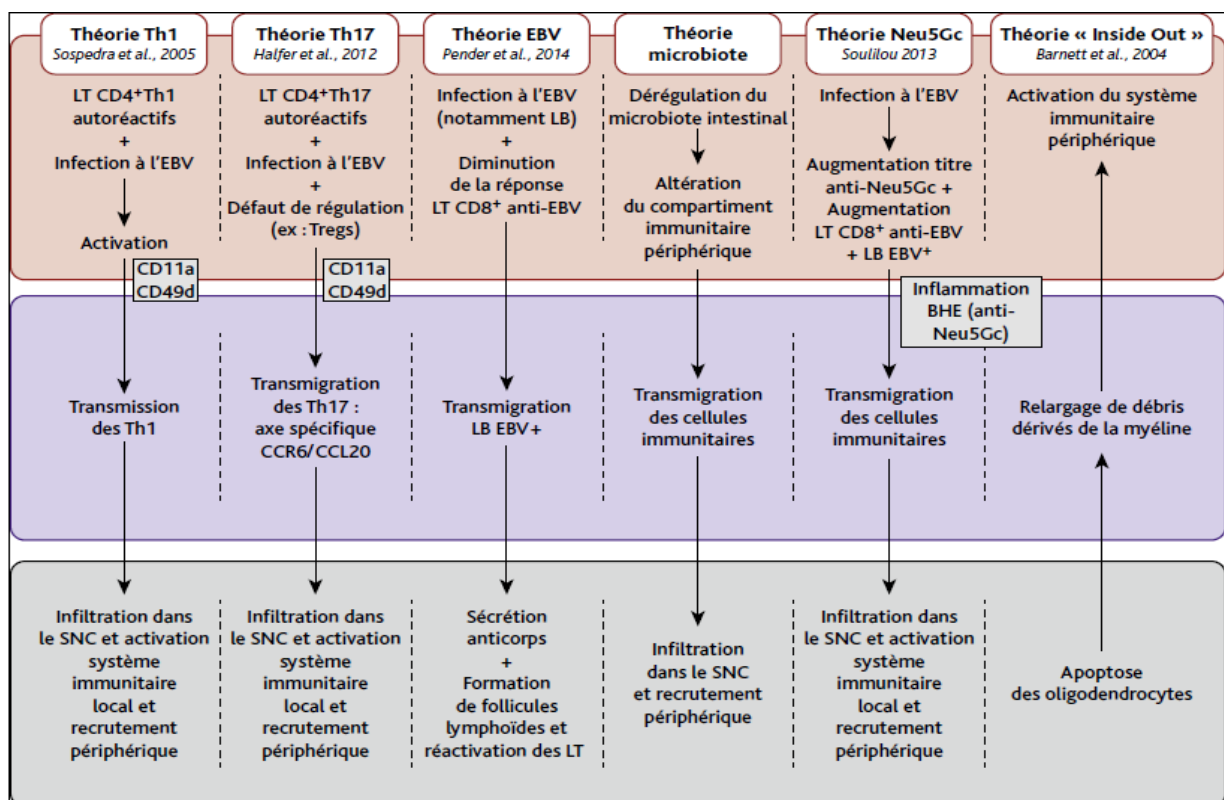 Théorie Th1
Sospedra et al., 2005
LT CD4⁺Th1
autoréactifs
+
Infection à l'EBV
Activation
CD11a
CD49d
Transmission
des Th1
Infiltration dans
le SNC et activation
système
immunitaire
local et
recrutement
périphérique
Théorie Th17
Halfer et al., 2012
LT CD4⁺Th17
autoréactifs
+
Infection à l'EBV
+
Défaut de régulation
(ex : Tregs)
CD11a
CD49d
Transmigration
des Th17 :
axe spécifique
CCR6/CCL20
Infiltration dans
le SNC et activation
système
immunitaire
local et
recrutement
périphérique
Théorie EBV
Pender et al., 2014
Infection à l'EBV
(notamment LB)
+
Diminution
de la réponse
LT CD8⁺ anti-EBV
Transmigration
LB EBV+
Sécrétion
anticorps
+
Formation
de follicules
lymphoïdes et
réactivation des LT
Théorie
microbiote
Dérégulation du
microbiote intestinal
Altération
du compartiment
immunitaire
périphérique
Transmigration
des cellules
immunitaires
Infiltration
dans le SNC
et recrutement
périphérique
Théorie Neu5Gc
Soulilou 2013
Infection à l'EBV
Augmentation titre
anti-Neu5Gc +
Augmentation
LT CD8⁺ anti-EBV
+ LB EBV⁺
Inflammation
BHE (anti-
Neu5Gc)
Transmigration
des cellules
immunitaires
Infiltration dans
le SNC et activation
système
immunitaire
local et
recrutement
périphérique
Théorie « Inside Out »
Barnett et al., 2004
Activation du système
immunitaire
périphérique
Relargage de débris
dérivés de la myéline
Apoptose
des oligodendrocytes